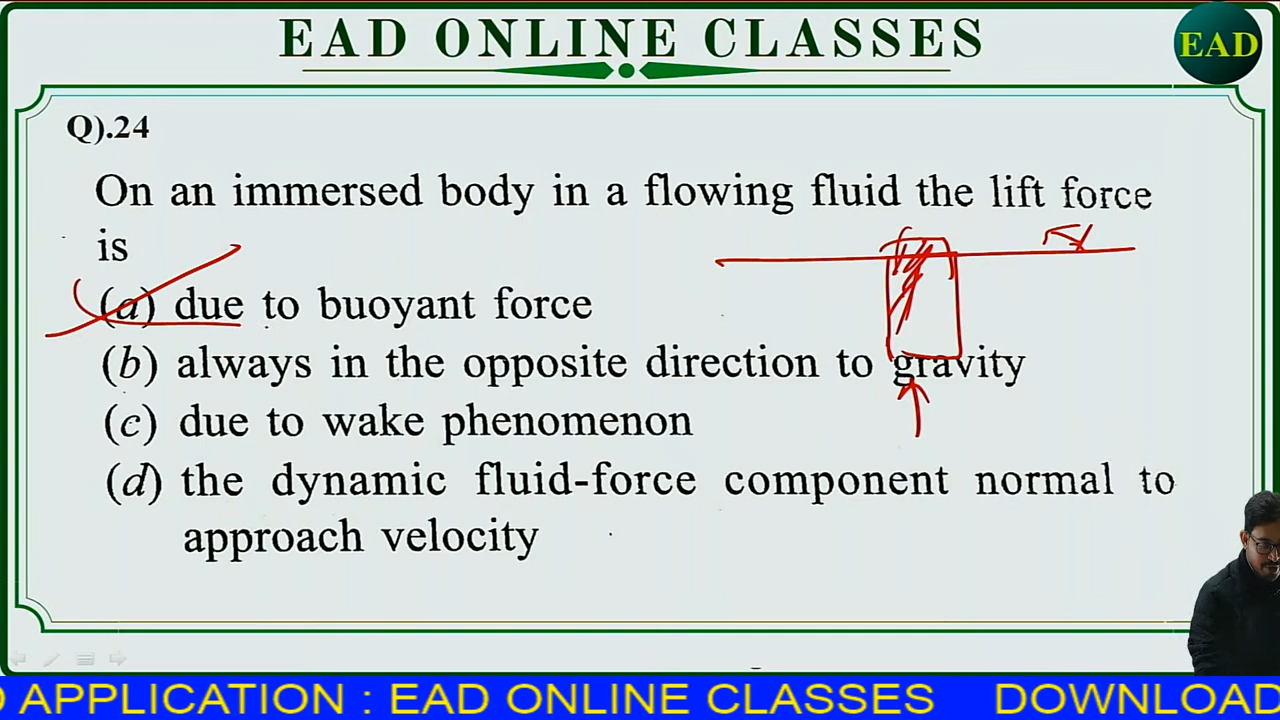 EAD ONLINE CLASSES
EAD
Q).24
On an immersed body in a flowing fluid the lift force
is
(a) due to buoyant force
(b) always in the opposite direction to gravity
(c) due to wake phenomenon
(d) the dynamic fluid-force component normal to
approach velocity
APPLICATION : EAD ONLINE CLASSES DOWNLOAD